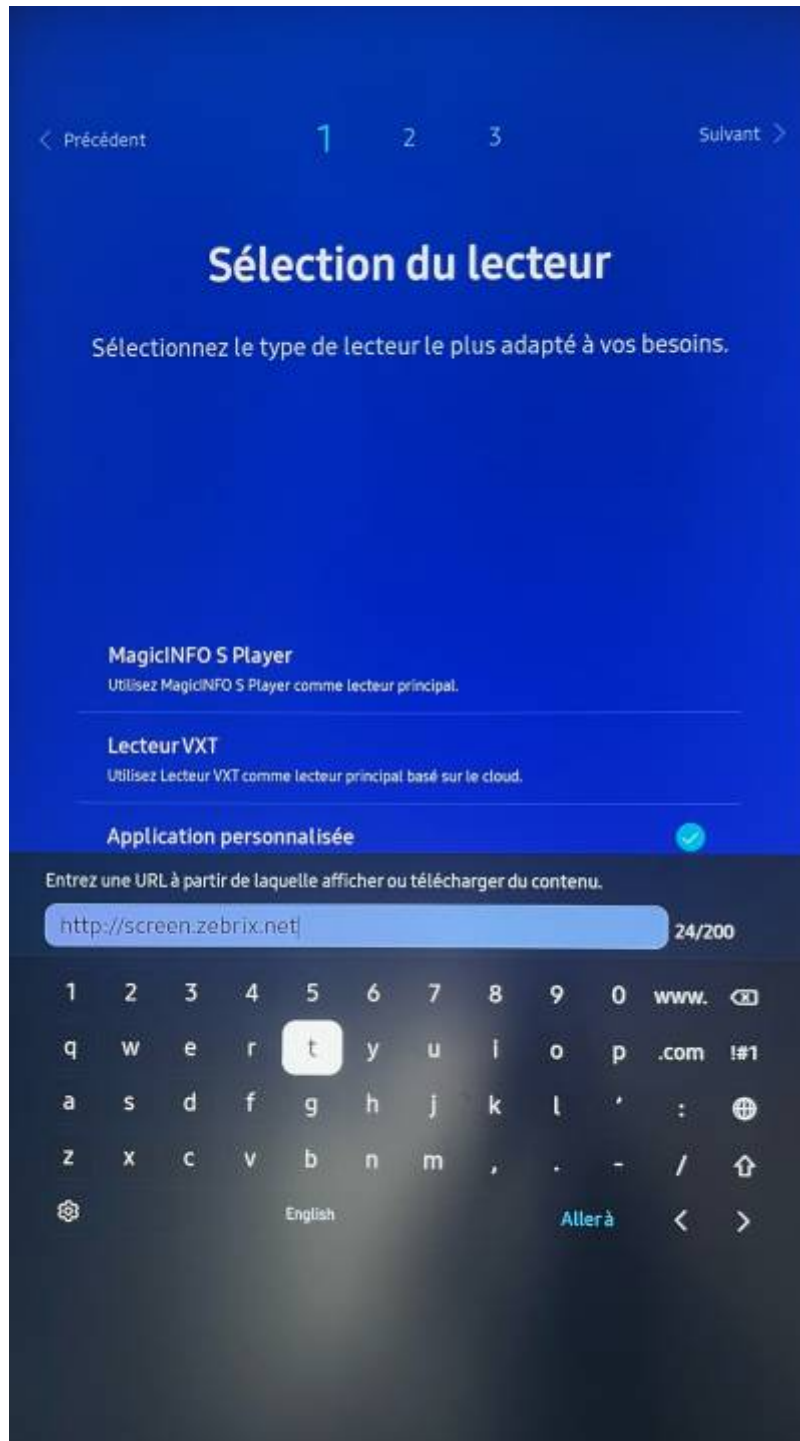 < Précédent 1 2 3 Suivant >
Sélection du lecteur
Sélectionnez le type de lecteur le plus adapté à vos besoins.
MagicINFO S Player
Utilisez MagicINFO S Player comme lecteur principal.
Lecteur VXT
Utilisez Lecteur VXT comme lecteur principal basé sur le cloud.
Application personnalisée
Entrez une URL à partir de laquelle afficher ou télécharger du contenu.
http://screen.zebrix.net 24/200
1 2 3 4 5 6 7 8 9 0 www.
q w e r t y u i o p .com !#1
a s d f g h j k l ' :
z x c v b n m , . - /
English Aller à < >